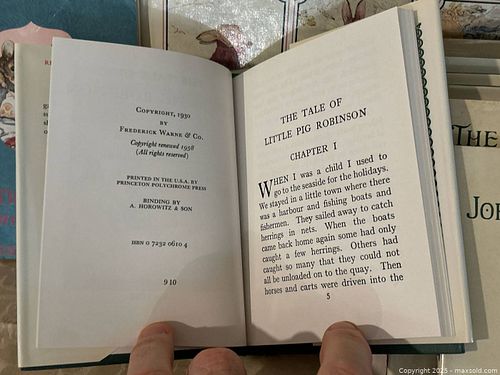 COPYRIGHT, 1930
BY
FREDERICK WARNE & CO.
Copyright renewed 1958
(All rights reserved)
PRINTED IN THE U.S.A. BY
PRINCETON POLYCHROME PRESS
BINDING BY
A. HOROWITZ & SON
ISBN 0 7232 0610 4
9 10
THE TALE OF
LITTLE PIG ROBINSON
CHAPTER I
WHEN I was a child I used to
go to the seaside for the holidays.
We stayed in a little town where there
was a harbour and fishing boats and
fishermen. They sailed away to catch
herrings in nets. When the boats
came back home again some had only
caught a few herrings. Others had
caught so many that they could not
all be unloaded on to the quay. Then
horses and carts were driven into the
5
THE
JOH
Copyright 2025 - maxsold.com